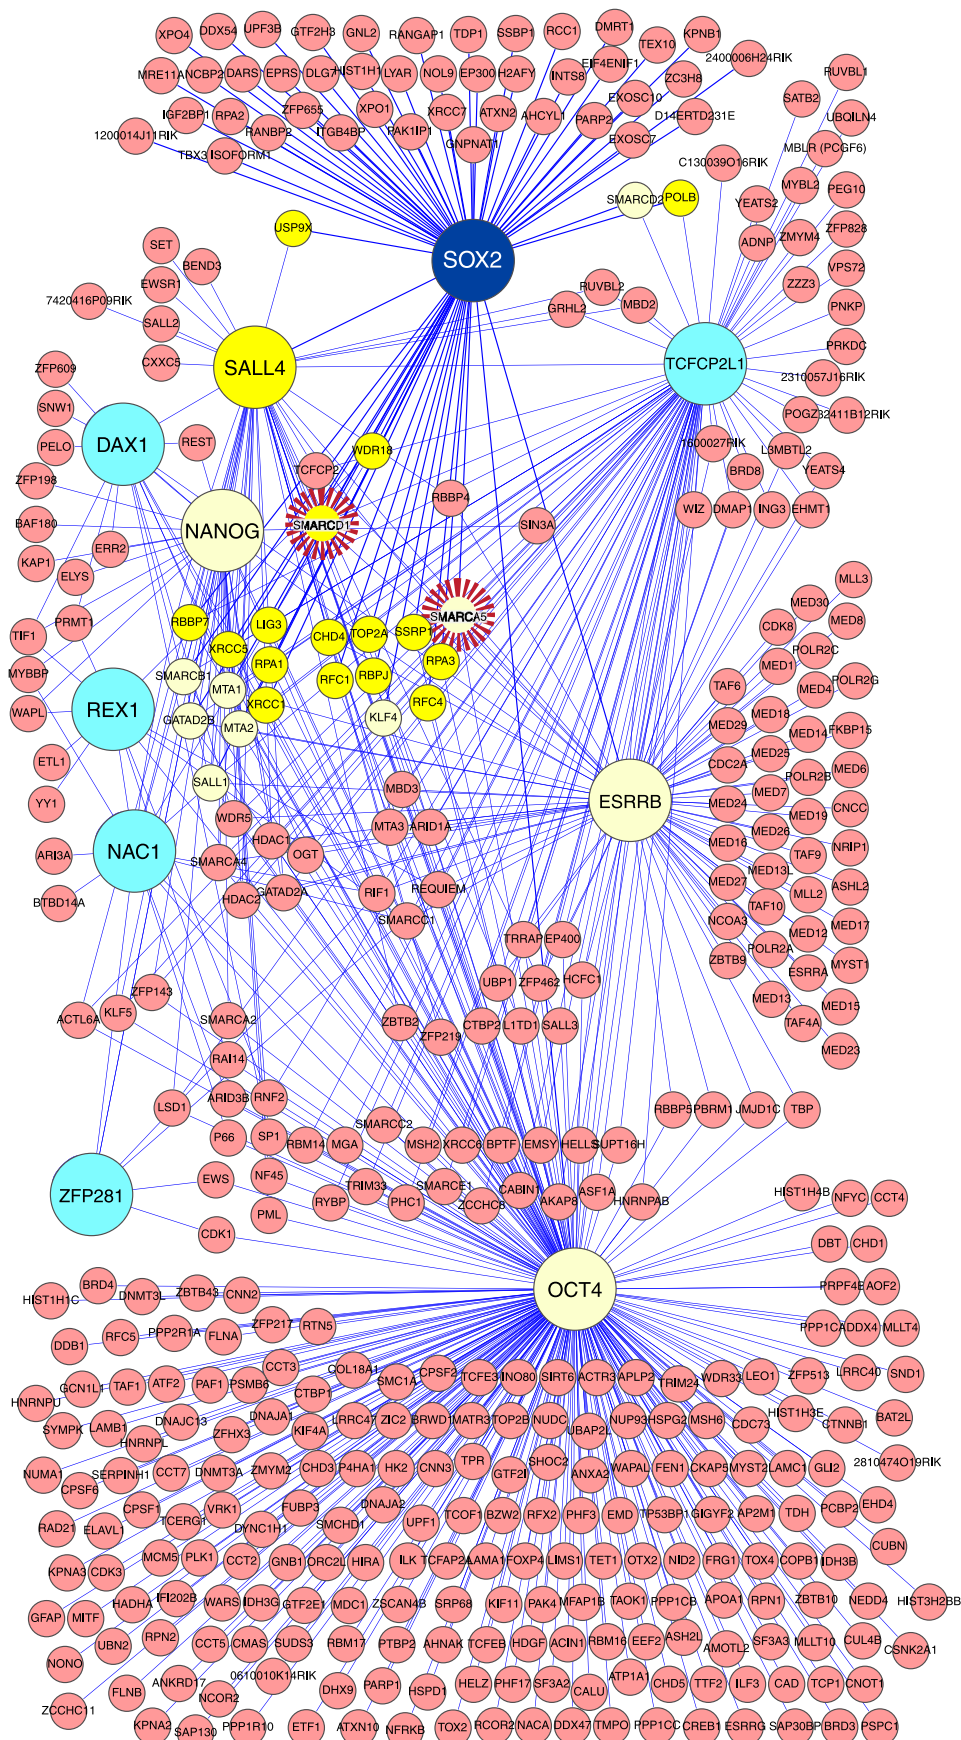 XPO4
DDX54
UPF3B
GTF2H3
GNL2
RANGAP1
TDP1
SSBP1
RCC1
DMRT1
TEX10
KPNB1
2400006H24RIK
MRE11A
NCBP2
DARS
EPRS
DLG7
HIST1H1
LYAR
NOL9
EP300
H2AFY
INTS8
EIF4ENIF1
ZC3H8
IGF2BP1
RPA2
ZFP655
XPO1
XRCC7
ATXN2
AHCYL1
PARP2
EXOSC10
D14ERTD231E
1200014J11RIK
TBX3 ISOFORM1
RANBP2
ITGB4BP
PAK1IP1
GNPNAT1
EXOSC7
RUVBL1
SATB2
UBQILN4
C130039O16RIK
MBLR (PCGF6)
SMARCD2
POLB
YEATS2
MYBL2
PEG10
USP9X
ADNP
ZMYM4
ZFP828
SET
BEND3
SOX2
EWSR1
ZZZ3
VPS72
7420416P09RIK
SALL2
RUVBL2
MBD2
GRHL2
PNKP
CXXC5
SALL4
TCFCP2L1
PRKDC
ZFP609
2310057J16RIK
SNW1
POGZ
32411B12RIK
DAX1
PELO
REST
WDR18
1600027RIK
L3MBTL2
ZFP198
TCFCP2
RBBP4
BRD8
YEATS4
BAF180
NANOG
SMARCD1
SIN3A
WIZ
DMAP1
ING3
EHMT1
KAP1
ERR2
ELYS
MLL3
TIF1
PRMT1
RBBP7
LIG3
CHD4
TOP2A
SSRP1
SMARCA5
CDK8
MED30
MED8
XRCC5
MYBBP
SMARCB1
RPA1
RFC1
RBPJ
RPA3
MED1
POLR2C
WAPL
REX1
MTA1
XRCC1
RFC4
TAF6
MED4
POLR2G
GATAD2B
MTA2
KLF4
MED29
MED18
MED14
FKBP15
ETL1
CDC2A
MED25
YY1
SALL1
MBD3
ESRRB
POLR2B
MED6
WDR5
MED24
MED7
MED19
CNCC
ARI3A
NAC1
HDAC1
OGT
MTA3
ARID1A
MED16
MED26
TAF9
NRIP1
SMARCA4
BTBD14A
HDAC2
GATAD2A
RIF1
REQUIEM
MED27
MED13L
MLL2
ASHL2
SMARCC1
NCOA3
TAF10
MED12
MED17
TRRAP
EP400
ZBTB9
POLR2A
ESRRA
MYST1
UBP1
ZFP462
HCFC1
MED13
MED15
ZFP143
ACTL6A
KLF5
SMARCA2
ZBTB2
ZFP219
CTBP2
L1TD1
SALL3
TAF4A
MED23
RAI14
LSD1
ARID3B
RNF2
RBBP5
PBRM1
JMJD1C
TBP
P66
SP1
RBM14
MGA
SMARCC2
MSH2
XRCC6
BPTF
EMSY
HELLS
SUPT16H
ZFP281
EWS
NF45
TRIM33
SMARCE1
CABIN1
ASF1A
RYBP
PHC1
ZCCHC8
AKAP8
HNRNPAB
HIST1H4B
NFYC
CCT4
PML
CDK1
DBT
CHD1
OCT4
HIST1H1C
BRD4
DNMT3L
ZBTB43
CNN2
PRPF4B
AOF2
DDB1
RFC5
PPP2R1A
FLNA
ZFP217
RTN5
PPP1CA
DDX4
MLLT4
HNRNPU
GCN1L1
TAF1
ATF2
PAF1
PSMB6
CCT3
COL18A1
SMC1A
CPSF2
TCFE3
INO80
SIRT6
ACTR3
APLP2
TRIM24
WDR33
LEO1
ZFP513
LRRC40
SND1
SYMPK
LAMB1
DNAJC13
DNAJA1
CTBP1
LRRC47
ZIC2
BRWD1
MATR3
TOP2B
NUDC
UBAP2L
NUP93
HSPG2
MSH6
CDC73
HIST1H3E
CTNNB1
BAT2L
NUMA1
HNRNPL
ZFHX3
KIF4A
SERPINH1
CCT7
DNMT3A
ZMYM2
CHD3
P4HA1
HK2
CNN3
TPR
GTF2I
SHOC2
ANXA2
WAPAL
FEN1
CKAP5
MYST2
LAMC1
GLI2
2810474O19RIK
CPSF6
RAD21
CPSF1
ELAVL1
TCERG1
VRK1
DYNC1H1
FUBP3
SMCHD1
DNAJA2
UPF1
TCOF1
BZW2
RFX2
PHF3
EMD
TP53BP1
GIGYF2
AP2M1
TDH
PCBP2
EHD4
CUBN
KPNA3
CDK3
MCM5
PLK1
CCT2
GNB1
ORC2L
HIRA
ILK
TCFAP2A
LAMA1
FOXP4
LIMS1
TET1
OTX2
NID2
FRG1
TOX4
COPB1
IDH3B
GFAP
MITF
HADHA
IFI202B
WARS
IDH3G
GTF2E1
MDC1
ZSCAN4B
SRP68
KIF11
PAK4
MFAP1B
TAOK1
PPP1CB
APOA1
RPN1
ZBTB10
NEDD4
HIST3H2BB
NONO
UBN2
RPN2
CCT5
CMAS
SUDS3
RBM17
PTBP2
AHNAK
TCFEB
HDGF
ACIN1
RBM16
EEF2
ASH2L
AMOTL2
SF3A3
MLLT10
CUL4B
CSNK2A1
ZCCHC11
FLNB
ANKRD17
NCOR2
0610010K14RIK
DHX9
PARP1
HSPD1
HELZ
PHF17
SF3A2
CALU
ATP1A1
CHD5
TTF2
ILF3
CAD
TCP1
CNOT1
KPNA2
SAP130
PPP1R10
ETF1
ATXN10
NFRKB
TOX2
RCOR2
NACA
DDX47
TMPO
PPP1CC
CREB1
ESRRG
SAP30BP
BRD3
PSPC1